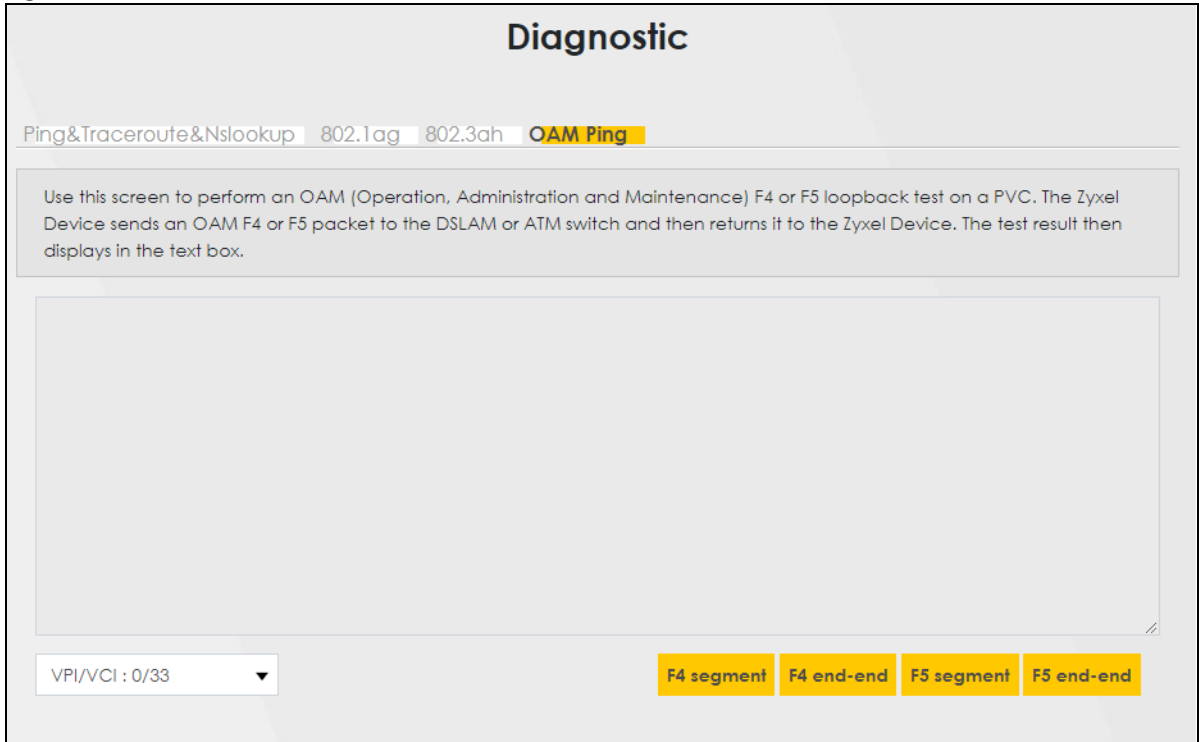 Diagnostic
Ping&Traceroute&Nslookup 802.1ag 802.3ah OAM Ping
Use this screen to perform an OAM (Operation, Administration and Maintenance) F4 or F5 loopback test on a PVC. The Zyxel
Device sends an OAM F4 or F5 packet to the DSLAM or ATM switch and then returns it to the Zyxel Device. The test result then
displays in the text box.
VPI/VCI : 0/33 F4 segment F4 end-end F5 segment F5 end-end